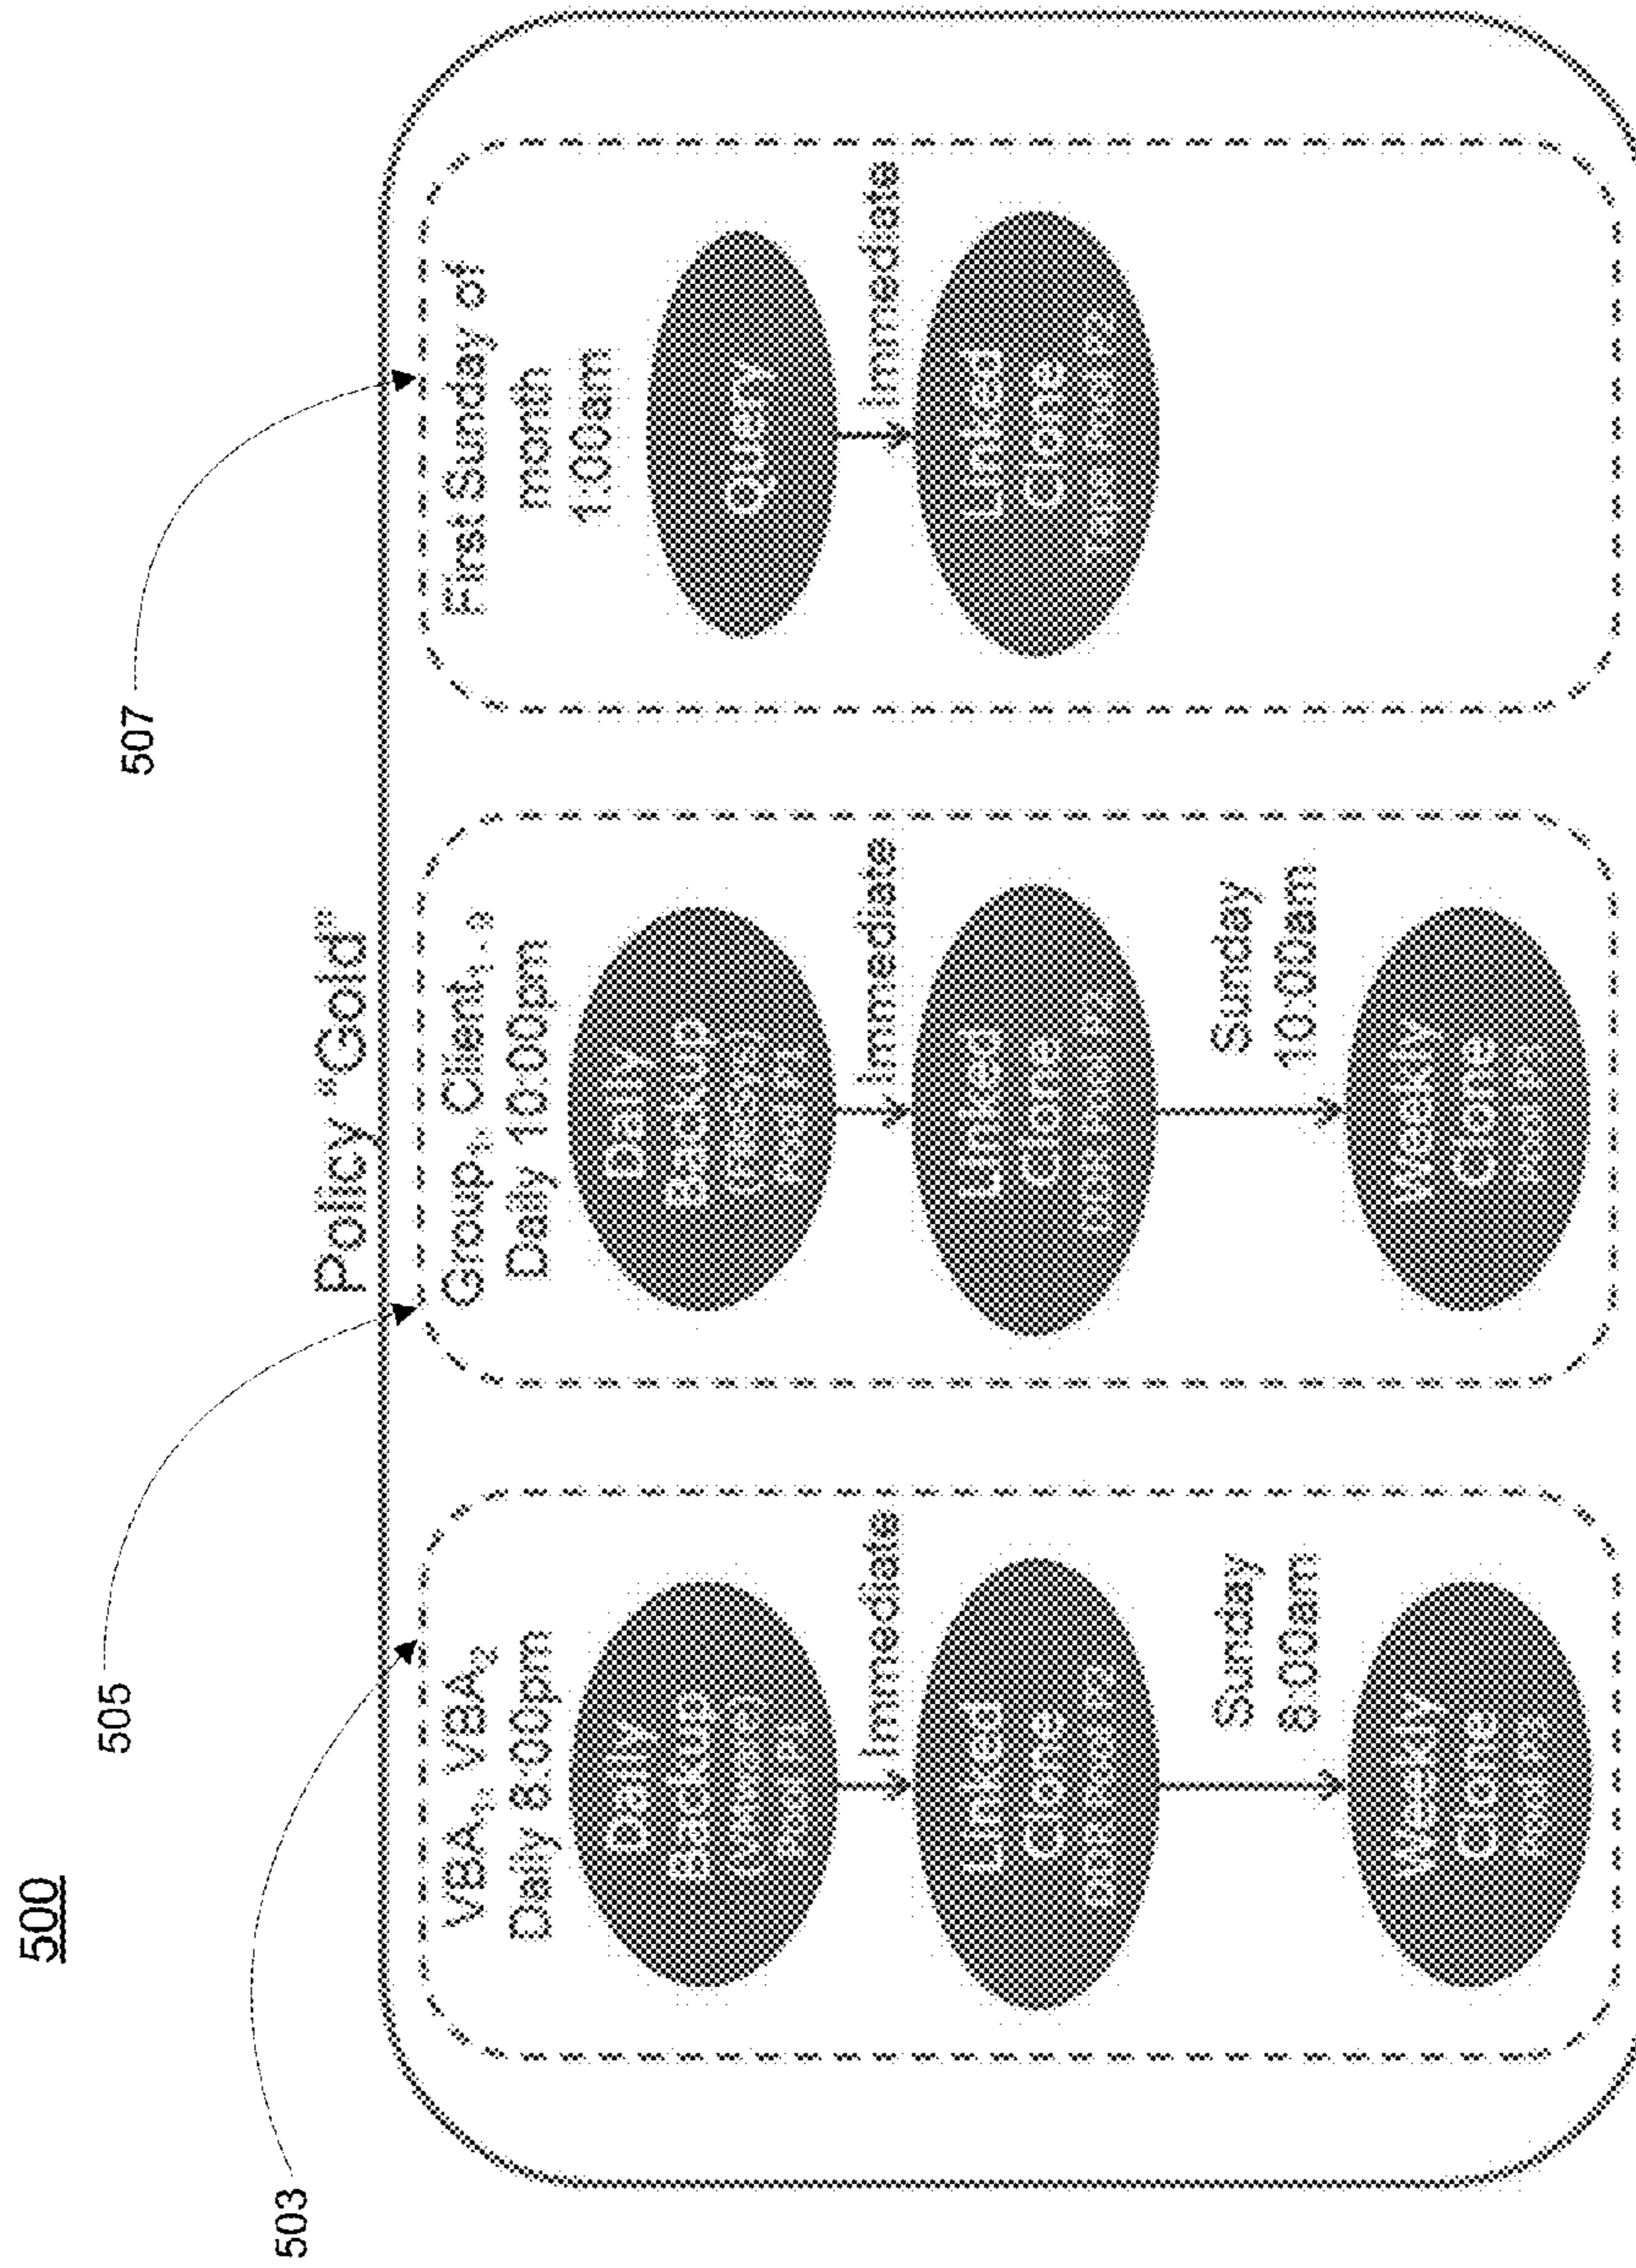 500
503
505
507
Policy "Gold"
VBA₁, VBA₂
Daily 8:00pm
Daily
Backup
Immediate
Linked
Clone
Sunday
8:00am
Weekly
Clone
Group₁, Client₁..₉
Daily 10:00pm
Daily
Backup
Immediate
Linked
Clone
Sunday
10:00am
Weekly
Clone
First Sunday of
month
1:00am
Query
Immediate
Linked
Clone